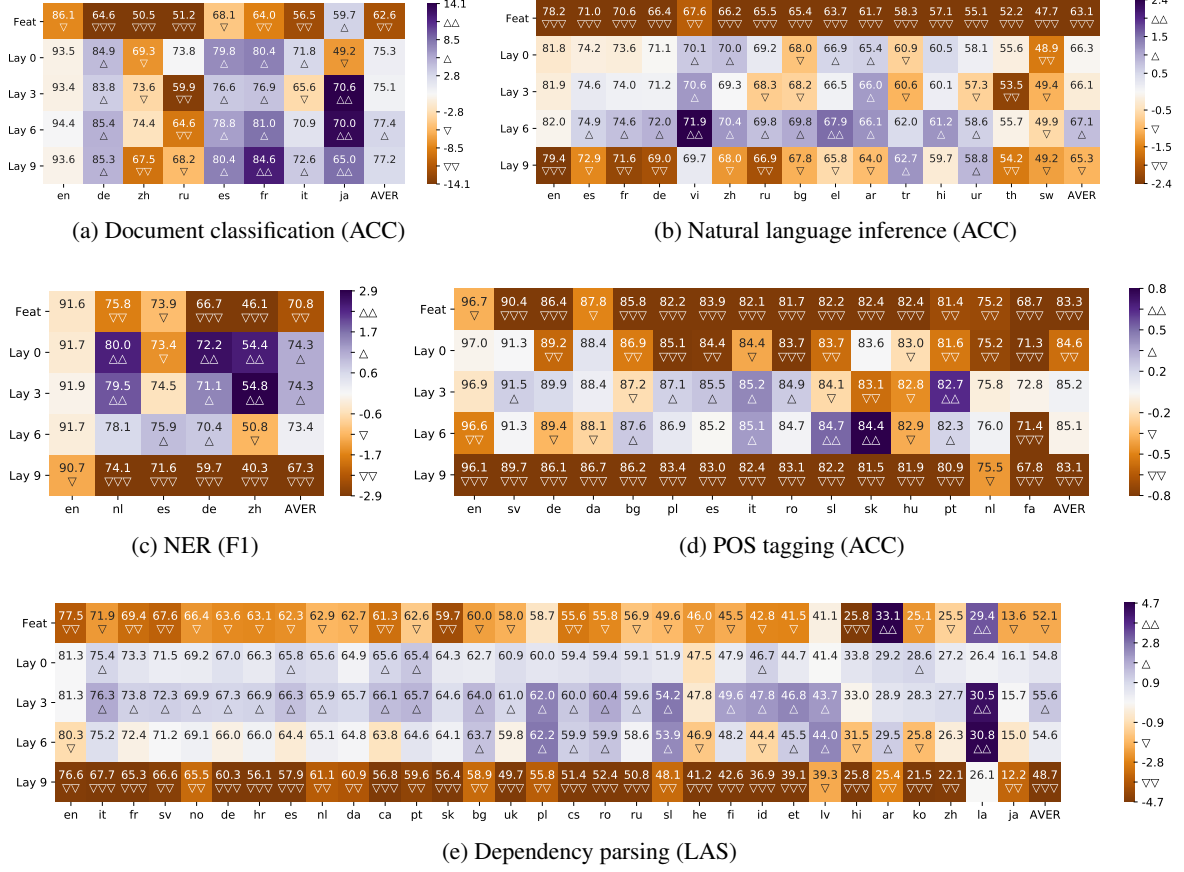 Feat 86.1 64.6 50.5 51.2 68.1 64.0 56.5 59.7 62.6
▽ ▽▽ ▽▽▽ ▽▽▽ ▽ ▽▽ ▽▽▽ △ ▽▽
Lay 0 93.5 84.9 69.3 73.8 79.8 80.4 71.8 49.2 75.3
△ ▽ △ △ △ ▽
Lay 3 93.4 83.8 73.6 59.9 76.6 76.9 65.6 70.6 75.1
△ ▽ ▽▽ △ △ ▽ △△
Lay 6 94.4 85.4 74.4 64.6 78.8 81.0 70.9 70.0 77.4
△ ▽▽ △ △ △△ △
Lay 9 93.6 85.3 67.5 68.2 80.4 84.6 72.6 65.0 77.2
△ ▽▽ ▽ △ △△ △ △△ △
en de zh ru es fr it ja AVER
14.1
△△
8.5
△
2.8
-2.8
▽
-8.5
▽▽
-14.1
(a) Document classification (ACC)
Feat 78.2 71.0 70.6 66.4 67.6 66.2 65.4 65.4 63.7 61.7 58.3 57.1 55.1 52.2 47.7 63.1
Lay 0 81.8 74.2 73.6 71.1 70.1 70.0 69.2 68.0 66.9 65.4 60.9 60.5 58.1 55.6 48.9 66.3
Lay 3 81.9 74.6 74.0 71.2 70.6 69.3 68.3 68.2 66.5 66.0 60.6 60.1 57.3 53.5 49.4 66.1
Lay 6 82.0 74.9 74.6 72.0 71.9 70.4 69.8 69.8 67.9 66.1 62.0 61.2 58.6 55.7 49.9 67.1
Lay 9 79.4 72.9 71.6 69.0 69.7 68.0 66.9 67.8 65.8 64.0 62.7 59.7 58.8 54.2 49.2 65.3
en es fr de vi zh ru bg el ar tr hi ur th sw AVER
2.4
△△
1.5
△
0.5
-0.5
▽
-1.5
▽▽
-2.4
(b) Natural language inference (ACC)
Feat 91.6 75.8 73.9 66.7 46.1 70.8
▽▽ ▽ ▽▽▽ ▽▽▽ ▽▽
Lay 0 91.7 80.0 73.4 72.2 54.4 74.3
△△ ▽ △△ △△ △
Lay 3 91.9 79.5 74.5 71.1 54.8 74.3
△△ △ △△ △
Lay 6 91.7 78.1 75.9 70.4 50.8 73.4
△ △ ▽
Lay 9 90.7 74.1 71.6 59.7 40.3 67.3
▽ ▽▽▽ ▽▽▽ ▽▽▽ ▽▽▽ ▽▽▽
en nl es de zh AVER
2.9
△△
1.7
△
0.6
-0.6
▽
-1.7
▽▽
-2.9
(c) NER (F1)
Feat 96.7 90.4 86.4 87.8 85.8 82.2 83.9 82.1 81.7 82.2 82.4 82.4 81.4 75.2 68.7 83.3
Lay 0 97.0 91.3 89.2 88.4 86.9 85.1 84.4 84.4 83.7 83.7 83.6 83.0 81.6 75.2 71.3 84.6
Lay 3 96.9 91.5 89.9 88.4 87.2 87.1 85.5 85.2 84.9 84.1 83.1 82.8 82.7 75.8 72.8 85.2
Lay 6 96.6 91.3 89.4 88.1 87.6 86.9 85.2 85.1 84.7 84.7 84.4 82.9 82.3 76.0 71.4 85.1
Lay 9 96.1 89.7 86.1 86.7 86.2 83.4 83.0 82.4 83.1 82.2 81.5 81.9 80.9 75.5 67.8 83.1
en sv de da bg pl es it ro sl sk hu pt nl fa AVER
0.8
△△
0.5
△
0.2
-0.2
▽
-0.5
▽▽
-0.8
(d) POS tagging (ACC)
Feat 77.5 71.9 69.4 67.6 66.4 63.6 63.1 62.3 62.9 62.7 61.3 62.6 59.7 60.0 58.0 58.7 55.6 55.8 56.9 49.6 46.0 45.5 42.8 41.5 41.1 25.8 33.1 25.1 25.5 29.4 13.6 52.1
Lay 0 81.3 75.4 73.3 71.5 69.2 67.0 66.3 65.8 65.6 64.9 65.6 65.4 64.3 62.7 60.9 60.0 59.4 59.4 59.1 51.9 47.5 47.9 46.7 44.7 41.4 33.8 29.2 28.6 27.2 26.4 16.1 54.8
Lay 3 81.3 76.3 73.8 72.3 69.9 67.3 66.9 66.3 65.9 65.7 66.1 65.7 64.6 64.0 61.0 62.0 60.0 60.4 59.6 54.2 47.8 49.6 47.8 46.8 43.7 33.0 28.9 28.3 27.7 30.5 15.7 55.6
Lay 6 80.3 75.2 72.4 71.2 69.1 66.0 66.0 64.4 65.1 64.8 63.8 64.6 64.1 63.7 59.8 62.2 59.9 59.9 58.6 53.9 46.9 48.2 44.4 45.5 44.0 31.5 29.5 25.8 26.3 30.8 15.0 54.6
Lay 9 76.6 67.7 65.3 66.6 65.5 60.3 56.1 57.9 61.1 60.9 56.8 59.6 56.4 58.9 49.7 55.8 51.4 52.4 50.8 48.1 41.2 42.6 36.9 39.1 39.3 25.8 25.4 21.5 22.1 26.1 12.2 48.7
en it fr sv no de hr es nl da ca pt sk bg uk pl cs ro ru sl he fi id et lv hi ar ko zh la ja AVER
4.7
△△
2.8
△
0.9
-0.9
▽
-2.8
▽▽
-4.7
(e) Dependency parsing (LAS)